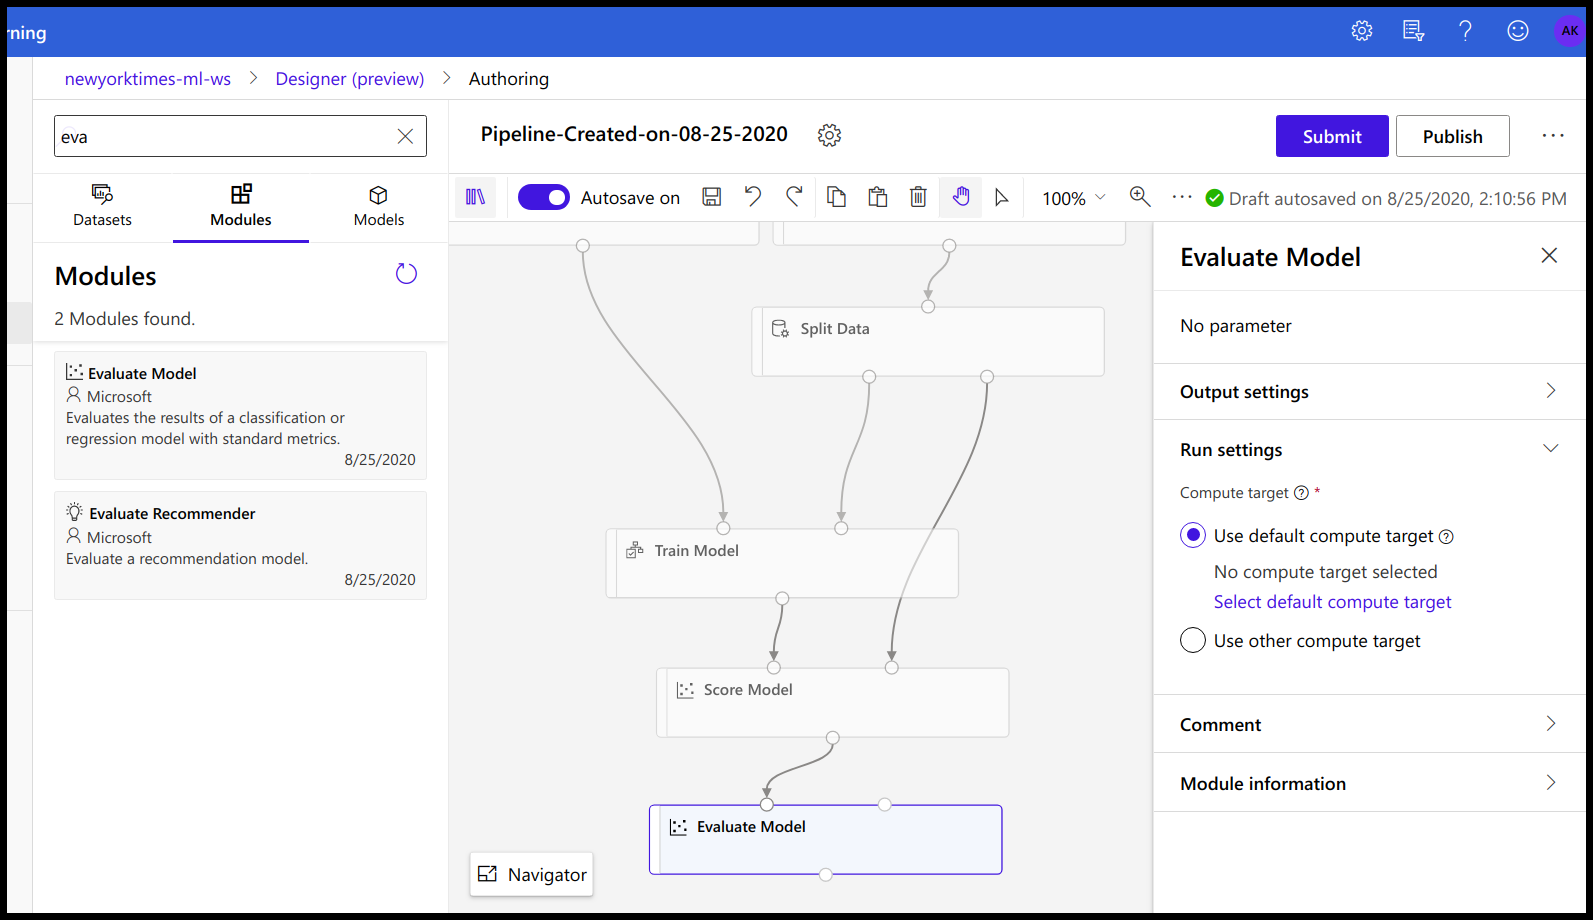 rning
AK
newyorktimes-ml-ws > Designer (preview) > Authoring
eva
Datasets
Modules
Models
Modules
2 Modules found.
Evaluate Model
Microsoft
Evaluates the results of a classification or
regression model with standard metrics.
8/25/2020
Evaluate Recommender
Microsoft
Evaluate a recommendation model.
8/25/2020
Pipeline-Created-on-08-25-2020
Submit
Publish
Autosave on
100%
Draft autosaved on 8/25/2020, 2:10:56 PM
Split Data
Train Model
Score Model
Evaluate Model
Navigator
Evaluate Model
No parameter
Output settings
Run settings
Compute target ? *
Use default compute target ?
No compute target selected
Select default compute target
Use other compute target
Comment
Module information